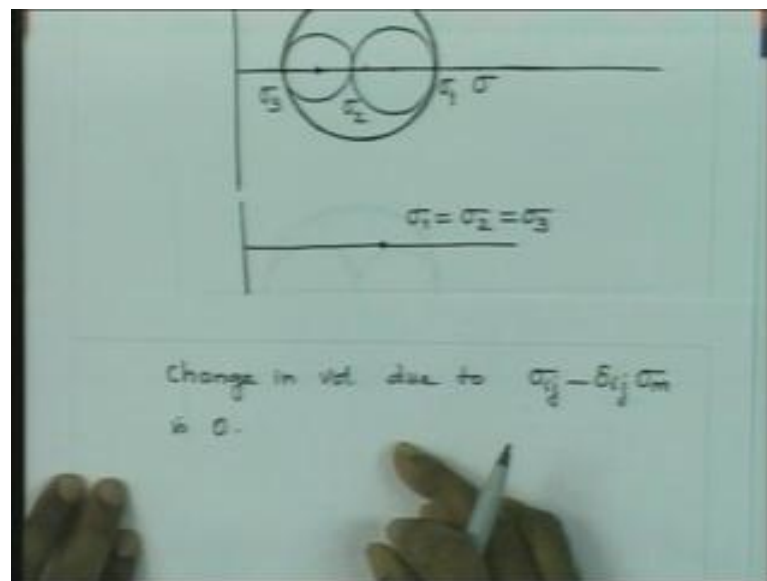 σ₃ σ₂ σ₁ σ
σ₁ = σ₂ = σ₃
Change in vol due to σᵢⱼ – δᵢⱼ σₘ
is 0.